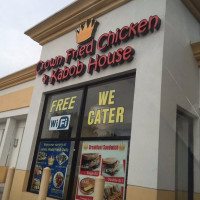 Crown Fried Chicken
& Kabob House
FREE
WiFi
WE
CATER
Breakfast Sandwich